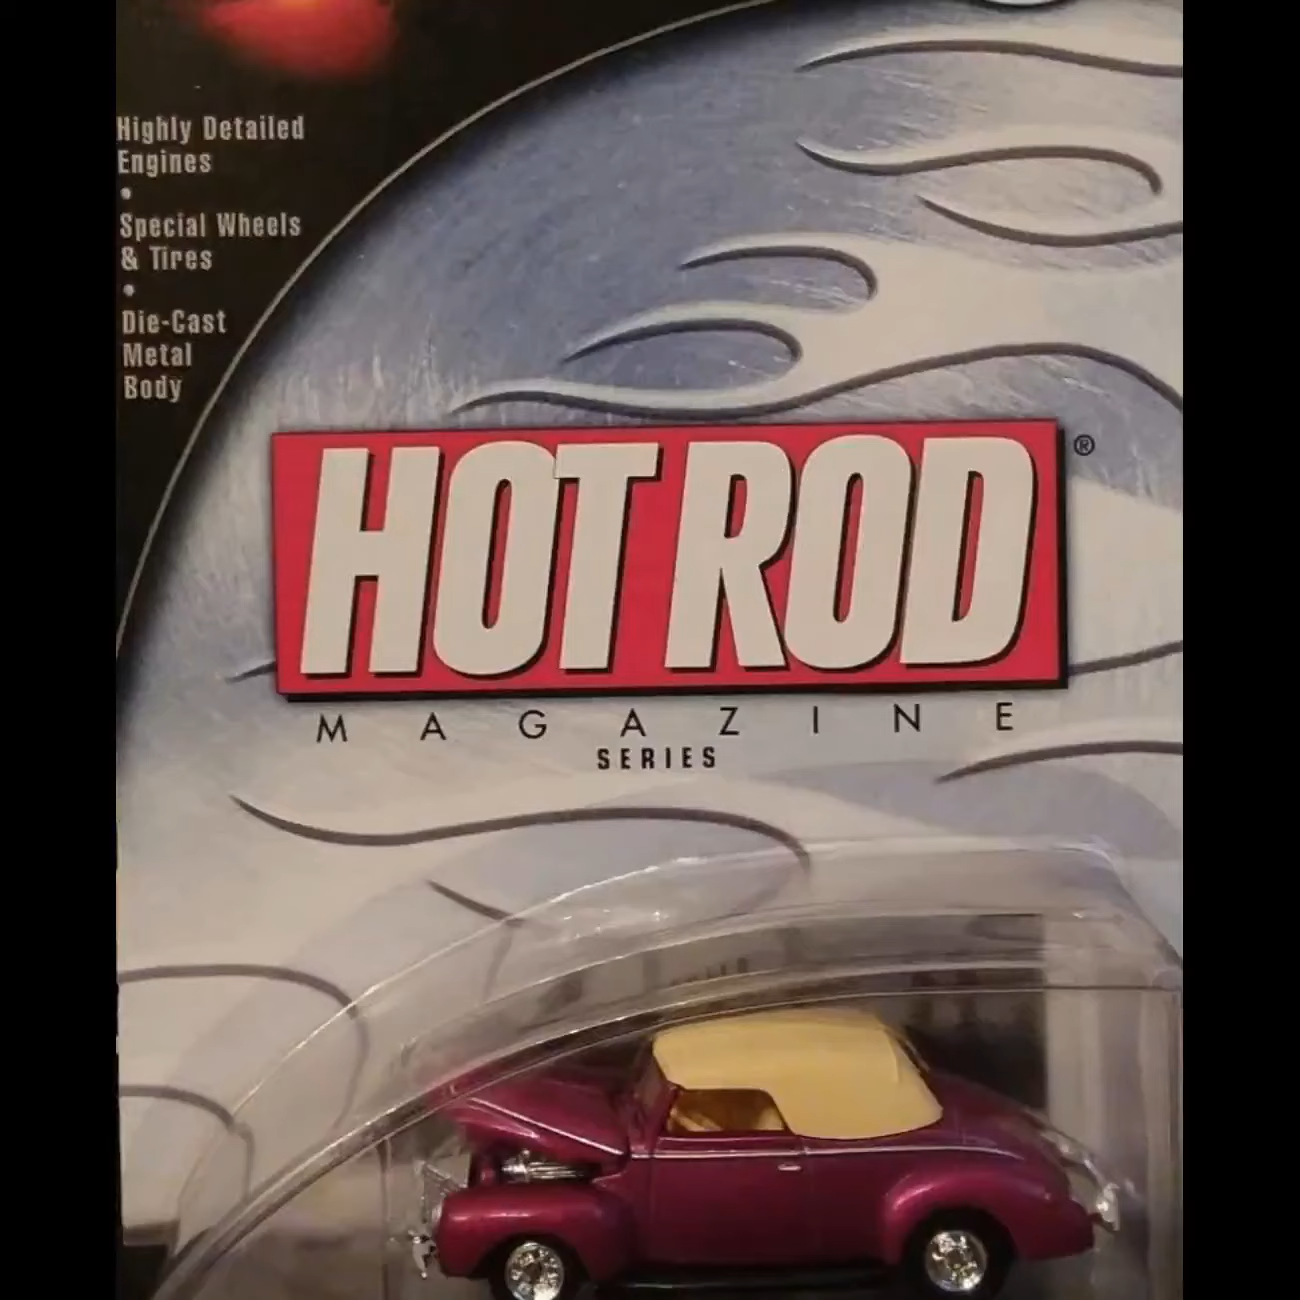 Highly Detailed
Engines
•
Special Wheels
& Tires
•
Die-Cast
Metal
Body
HOT ROD®
MAGAZINE
SERIES